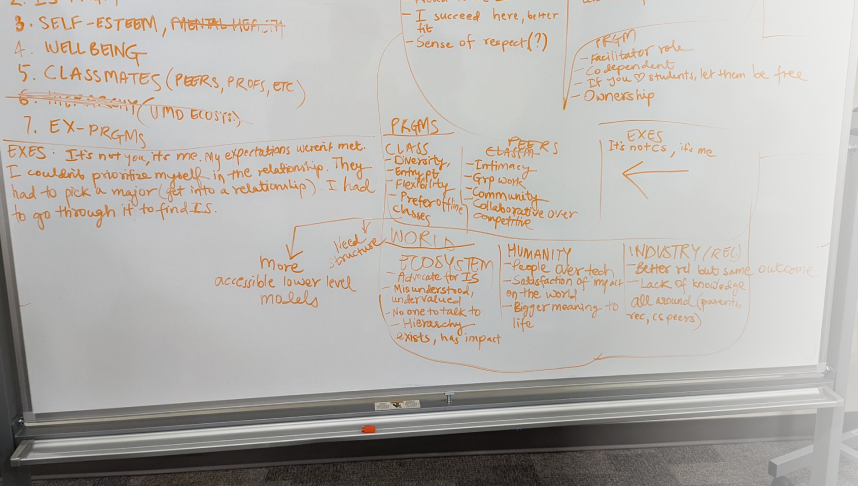 3. SELF-ESTEEM, MENTAL HEALTH
4. WELLBEING
5. CLASSMATES (PEERS, PROFS, ETC)
6. HIERARCHY (UMD ECOSYS)
7. EX-PRGMS
EXES: It's not you, it's me. My expectations weren't met.
I couldn't prioritize myself in the relationship. They
had to pick a major (get into a relationship) I had
to go through it to find IS.
more
accessible lower level
models
Need
structure
- I succeed here, better
fit
- Sense of respect(?)
PRGM
- Facilitator role
- Codependent
- If you ♡ students, let them be free
- Ownership
PRGMS
CLASS
- Diversity,
- Entry pt
- Flexibility
- Prefer offline
classes
PEERS
- Intimacy
- Grp work
- Community
- Collaborative over
competitive
EXES
It's not CS, it's me
WORLD
ECOSYSTEM
- Advocate for IS
- Misunderstood,
undervalued
- No one to talk to
- Hierarchy
exists, has impact
HUMANITY
- People over tech
- Satisfaction of impact
on the world
- Bigger meaning to
life
INDUSTRY/REL)
- Better rd but same outcome
- Lack of knowledge
all around (parents,
rec, cs peers)